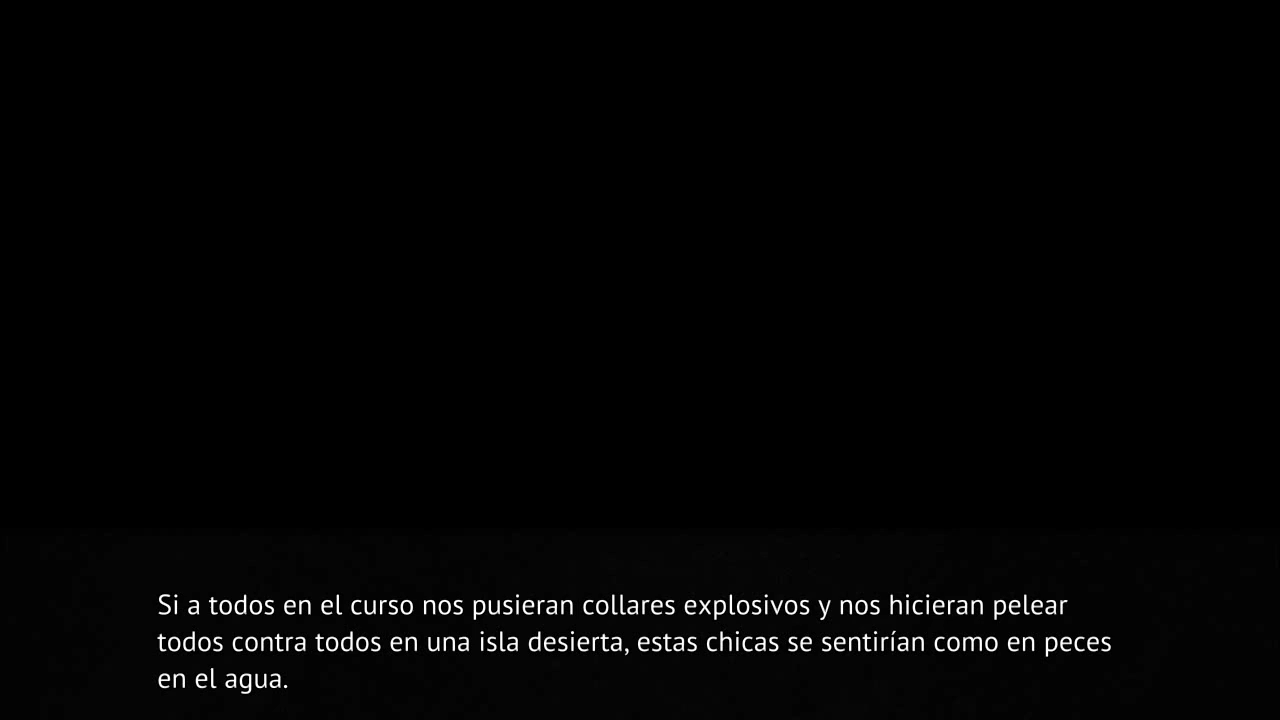 Si a todos en el curso nos pusieran collares explosivos y nos hicieran pelear
todos contra todos en una isla desierta, estas chicas se sentirían como en peces
en el agua.